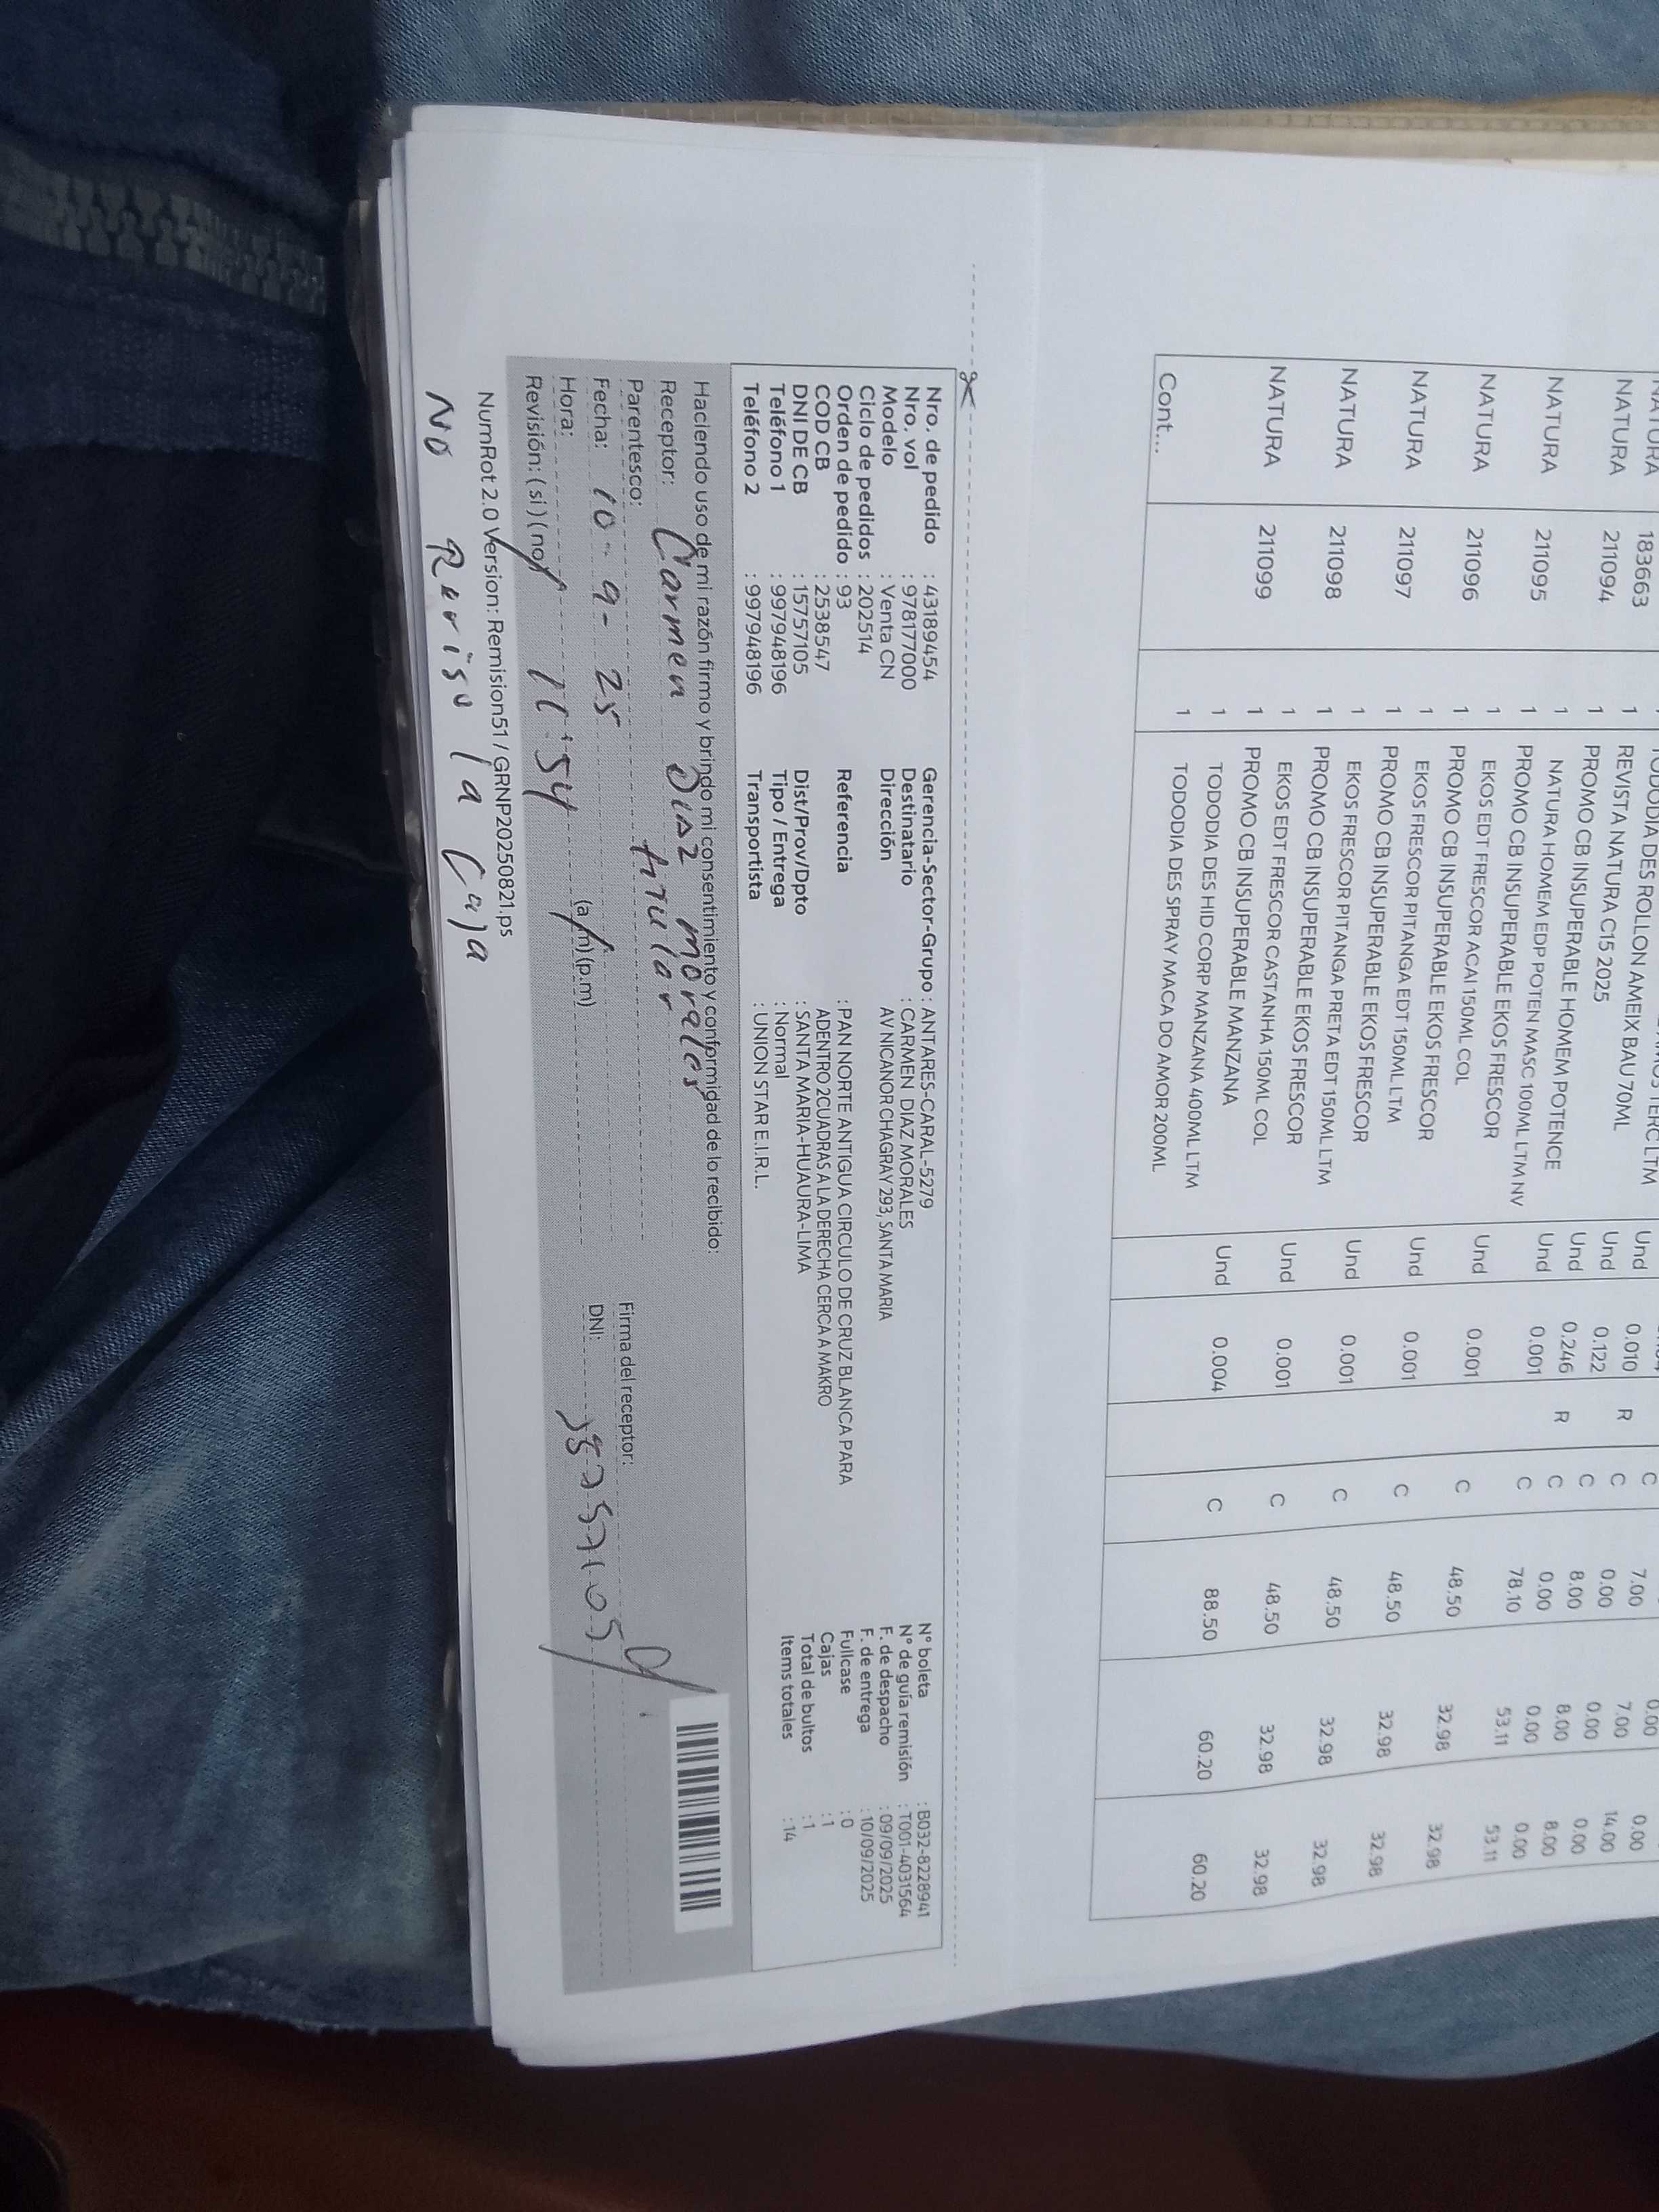 183663
1 TODODIA DES ROLLON AMEIX BAU 70ML Und 0.010 C 7.00 0.00 0.00
NATURA 211094 1 REVISTA NATURA C15 2025 Und 0.122 R C 0.00 7.00 14.00
1 PROMO CB INSUPERABLE HOMEM POTENCE Und 0.246 C 8.00 0.00 0.00
NATURA 211095 1 NATURA HOMEM EDP POTEN MASC 100ML LTM NV Und 0.001 R C 0.00 8.00 8.00
1 PROMO CB INSUPERABLE EKOS FRESCOR C 78.10 0.00 0.00
53.11 53.11
NATURA 211096 1 EKOS EDT FRESCOR ACAI 150ML COL Und 0.001 C 48.50 32.98 32.98
1 PROMO CB INSUPERABLE EKOS FRESCOR
NATURA 211097 1 EKOS FRESCOR PITANGA EDT 150ML LTM Und 0.001 C 48.50 32.98 32.98
1 PROMO CB INSUPERABLE EKOS FRESCOR
NATURA 211098 1 EKOS FRESCOR PITANGA PRETA EDT 150ML LTM Und 0.001 C 48.50 32.98 32.98
1 PROMO CB INSUPERABLE EKOS FRESCOR
NATURA 211099 1 EKOS EDT FRESCOR CASTANHA 150ML COL Und 0.001 C 48.50 32.98 32.98
1 PROMO CB INSUPERABLE MANZANA
1 TODODIA DES HID CORP MANZANA 400ML LTM Und 0.004 C 88.50 60.20 60.20
Cont... 1 TODODIA DES SPRAY MACA DO AMOR 200ML
Nro. de pedido : 43189454 Gerencia-Sector-Grupo : ANTARES-CARAL-5279 N° boleta : B032-8228941
Nro. vol : 978177000 Destinatario : CARMEN DIAZ MORALES N° de guía remisión : T001-4031564
Modelo : Venta CN Dirección AV NICANOR CHAGRAY 293, SANTA MARIA F. de despacho : 09/09/2025
Ciclo de pedidos : 202514 F. de entrega : 10/09/2025
Orden de pedido : 93 Referencia : PAN NORTE ANTIGUA CIRCULO DE CRUZ BLANCA PARA Fullcase : 0
COD CB : 2538547 ADENTRO 2CUADRAS A LA DERECHA CERCA A MAKRO Cajas : 1
DNI DE CB : 15757105 Dist/Prov/Dpto : SANTA MARIA-HUAURA-LIMA Total de bultos : 1
Teléfono 1 : 997948196 Tipo / Entrega : Normal Items totales : 14
Teléfono 2 : 997948196 Transportista : UNION STAR E.I.R.L.
Haciendo uso de mi razón firmo y brindo mi consentimiento y conformidad de lo recibido:
Receptor: Carmen Diaz morales
Parentesco: titular Firma del receptor:
Fecha: 10-9-25 DNI: 15757105
Hora: 11:54 (a.m) (p.m)
Revisión: ( si ) ( no )
NumRot 2.0 Version: Remision51 / GRNP20250821.ps
No Reviso la Caja